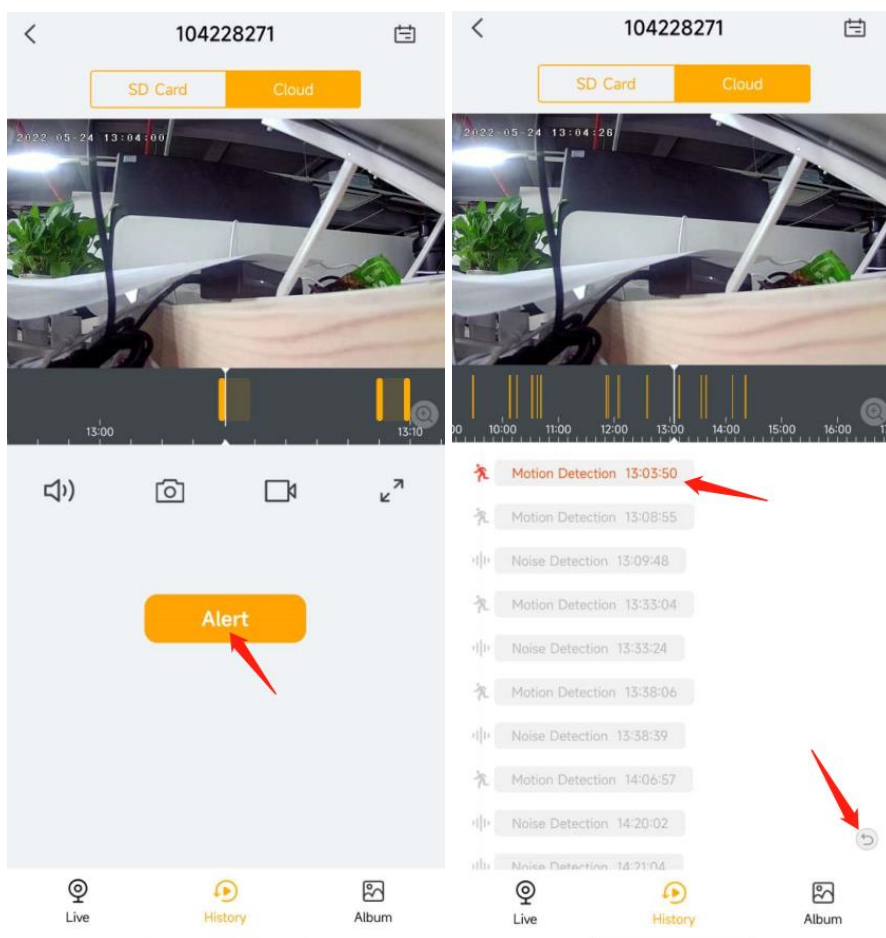 104228271
SD Card Cloud
2022-05-24 13:04:00
13:00 13:10
Alert
Live History Album
104228271
SD Card Cloud
2022-05-24 13:04:26
10:00 11:00 12:00 13:00 14:00 15:00 16:00
Motion Detection 13:03:50
Motion Detection 13:08:55
Noise Detection 13:09:48
Motion Detection 13:33:04
Noise Detection 13:33:24
Motion Detection 13:38:06
Noise Detection 13:38:39
Motion Detection 14:06:57
Noise Detection 14:20:02
Noise Detection 14:21:04
Live History Album